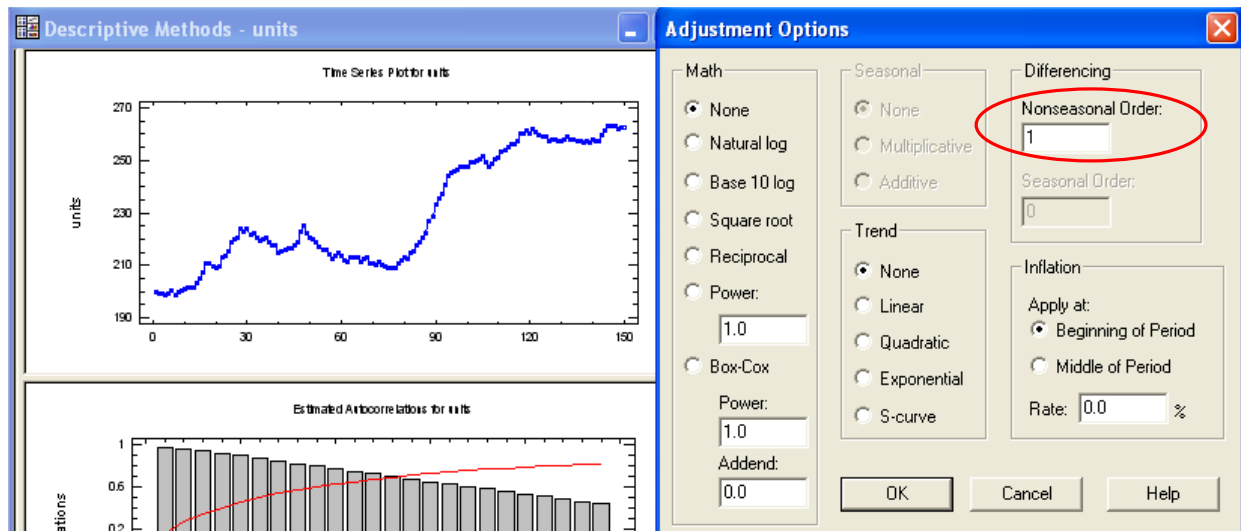 Descriptive Methods - units
Time Series Plot for units
270
250
230
210
190
units
0 30 60 90 120 150
Estimated Autocorrelations for units
1
0.6
0.2
ations
Adjustment Options
Math
None
Natural log
Base 10 log
Square root
Reciprocal
Power:
1.0
Box-Cox
Power:
1.0
Addend:
0.0
Seasonal
None
Multiplicative
Additive
Trend
None
Linear
Quadratic
Exponential
S-curve
Differencing
Nonseasonal Order:
1
Seasonal Order:
0
Inflation
Apply at:
Beginning of Period
Middle of Period
Rate: 0.0 %
OK Cancel Help